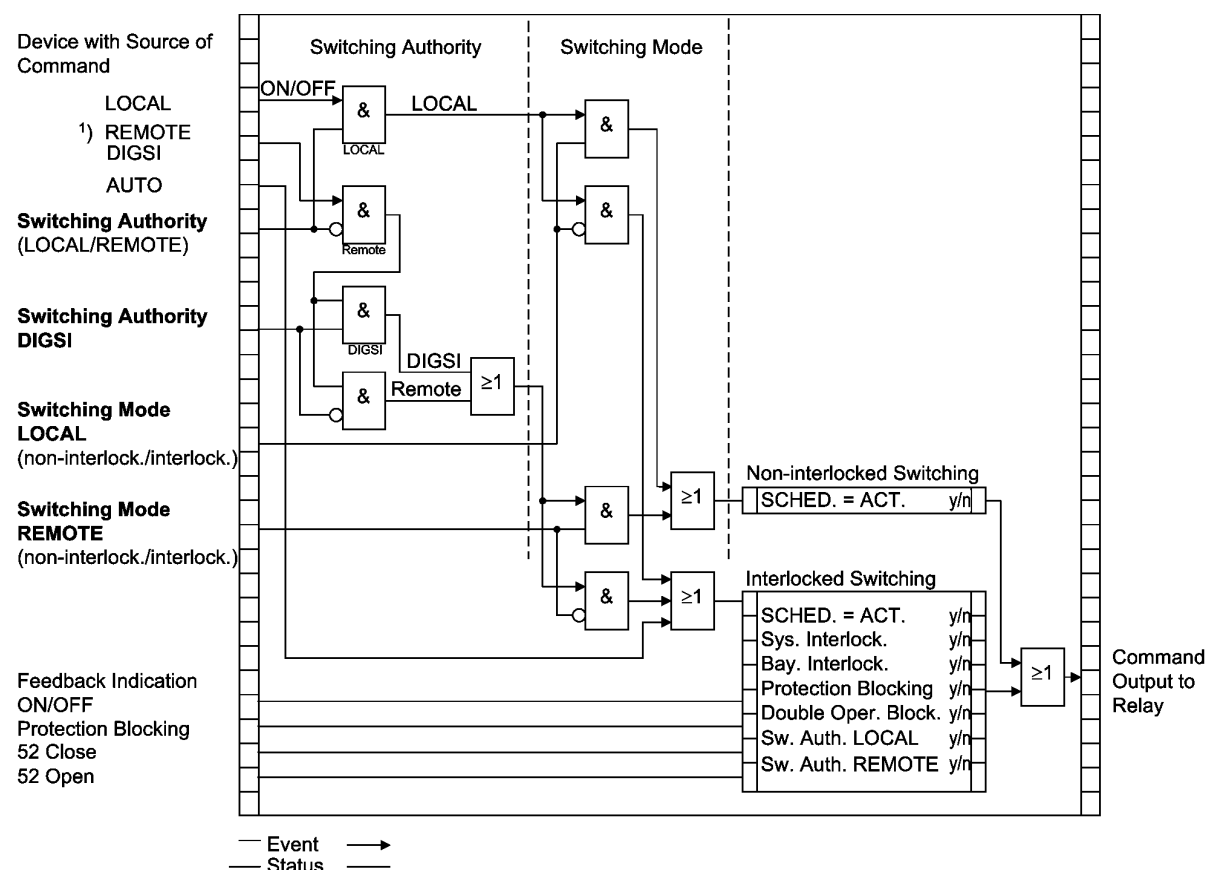 Device with Source of
Command
LOCAL
1) REMOTE
DIGSI
AUTO
Switching Authority
(LOCAL/REMOTE)
Switching Authority
DIGSI
Switching Mode
LOCAL
(non-interlock./interlock.)
Switching Mode
REMOTE
(non-interlock./interlock.)
Feedback Indication
ON/OFF
Protection Blocking
52 Close
52 Open
Switching Authority
ON/OFF
&
LOCAL
LOCAL
&
Remote
&
DIGSI
DIGSI
&
Remote
≥1
Switching Mode
&
&
&
≥1
&
≥1
Non-interlocked Switching
SCHED. = ACT. y/n
Interlocked Switching
SCHED. = ACT. y/n
Sys. Interlock. y/n
Bay. Interlock. y/n
Protection Blocking y/n
Double Oper. Block. y/n
Sw. Auth. LOCAL y/n
Sw. Auth. REMOTE y/n
≥1
Command
Output to
Relay
Event
Status